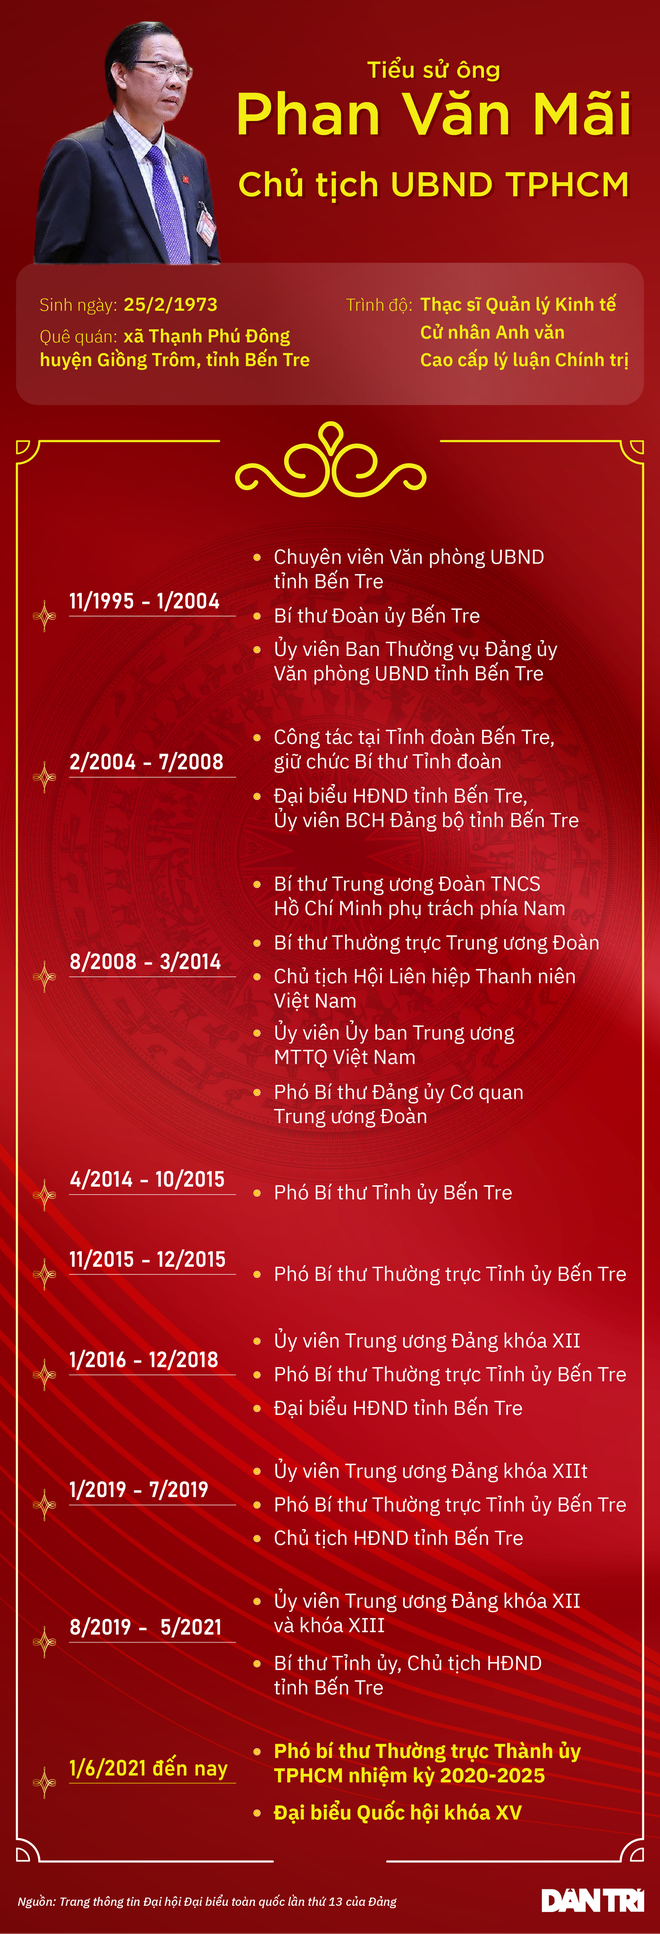 Tiểu sử ông
Phan Văn Mãi
Chủ tịch UBND TPHCM
Sinh ngày: 25/2/1973
Quê quán: xã Thạnh Phú Đông
huyện Giồng Trôm, tỉnh Bến Tre
Trình độ: Thạc sĩ Quản lý Kinh tế
Cử nhân Anh văn
Cao cấp lý luận Chính trị
11/1995 - 1/2004
Chuyên viên Văn phòng UBND
tỉnh Bến Tre
Bí thư Đoàn ủy Bến Tre
Ủy viên Ban Thường vụ Đảng ủy
Văn phòng UBND tỉnh Bến Tre
2/2004 - 7/2008
Công tác tại Tỉnh đoàn Bến Tre,
giữ chức Bí thư Tỉnh đoàn
Đại biểu HĐND tỉnh Bến Tre,
Ủy viên BCH Đảng bộ tỉnh Bến Tre
8/2008 - 3/2014
Bí thư Trung ương Đoàn TNCS
Hồ Chí Minh phụ trách phía Nam
Bí thư Thường trực Trung ương Đoàn
Chủ tịch Hội Liên hiệp Thanh niên
Việt Nam
Ủy viên Ủy ban Trung ương
MTTQ Việt Nam
Phó Bí thư Đảng ủy Cơ quan
Trung ương Đoàn
4/2014 - 10/2015
Phó Bí thư Tỉnh ủy Bến Tre
11/2015 - 12/2015
Phó Bí thư Thường trực Tỉnh ủy Bến Tre
1/2016 - 12/2018
Ủy viên Trung ương Đảng khóa XII
Phó Bí thư Thường trực Tỉnh ủy Bến Tre
Đại biểu HĐND tỉnh Bến Tre
1/2019 - 7/2019
Ủy viên Trung ương Đảng khóa XIIt
Phó Bí thư Thường trực Tỉnh ủy Bến Tre
Chủ tịch HĐND tỉnh Bến Tre
8/2019 - 5/2021
Ủy viên Trung ương Đảng khóa XII
và khóa XIII
Bí thư Tỉnh ủy, Chủ tịch HĐND
tỉnh Bến Tre
1/6/2021 đến nay
Phó bí thư Thường trực Thành ủy
TPHCM nhiệm kỳ 2020-2025
Đại biểu Quốc hội khóa XV
Nguồn: Trang thông tin Đại hội Đại biểu toàn quốc lần thứ 13 của Đảng
DÂN TRÍ